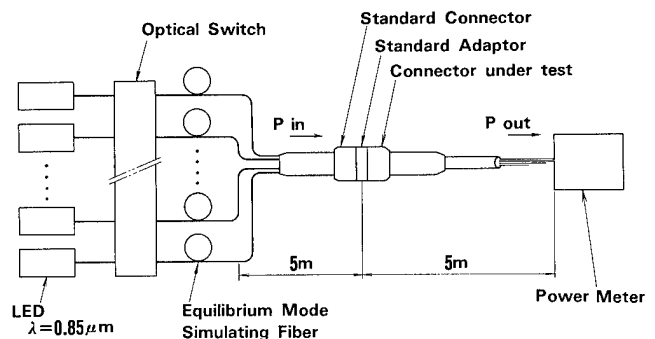 Standard Connector
Optical Switch
Standard Adaptor
Connector under test
P in
P out
5m
5m
LED
λ=0.85μm
Equilibrium Mode
Simulating Fiber
Power Meter